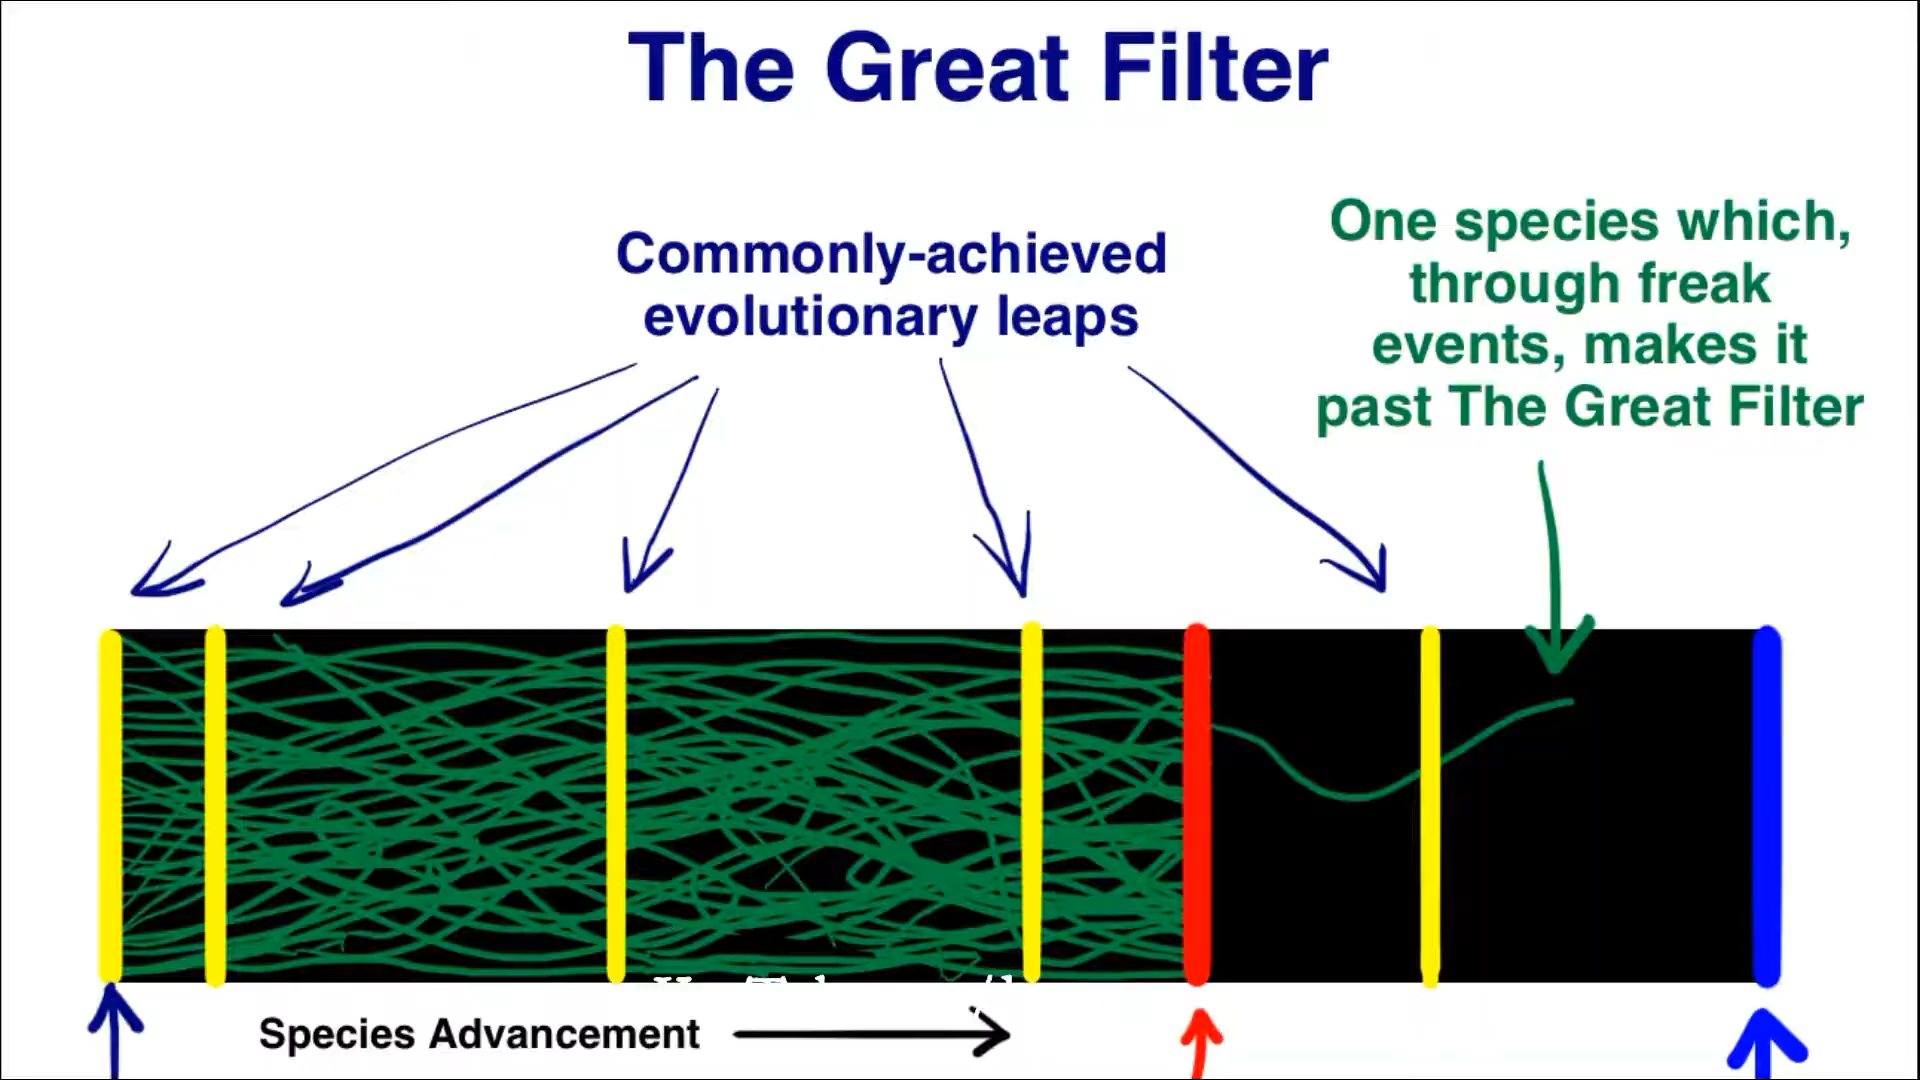 The Great Filter
Commonly-achieved
evolutionary leaps
One species which,
through freak
events, makes it
past The Great Filter
Species Advancement